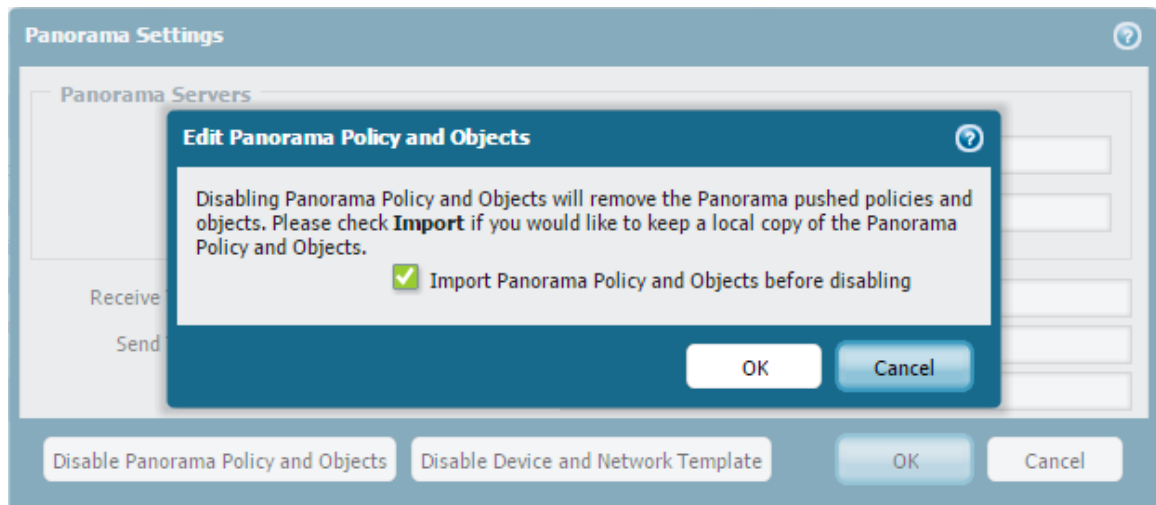 Panorama Settings
Panorama Servers
Edit Panorama Policy and Objects
Disabling Panorama Policy and Objects will remove the Panorama pushed policies and
objects. Please check Import if you would like to keep a local copy of the Panorama
Policy and Objects.
Import Panorama Policy and Objects before disabling
Receive
Send
OK Cancel
Disable Panorama Policy and Objects Disable Device and Network Template OK Cancel